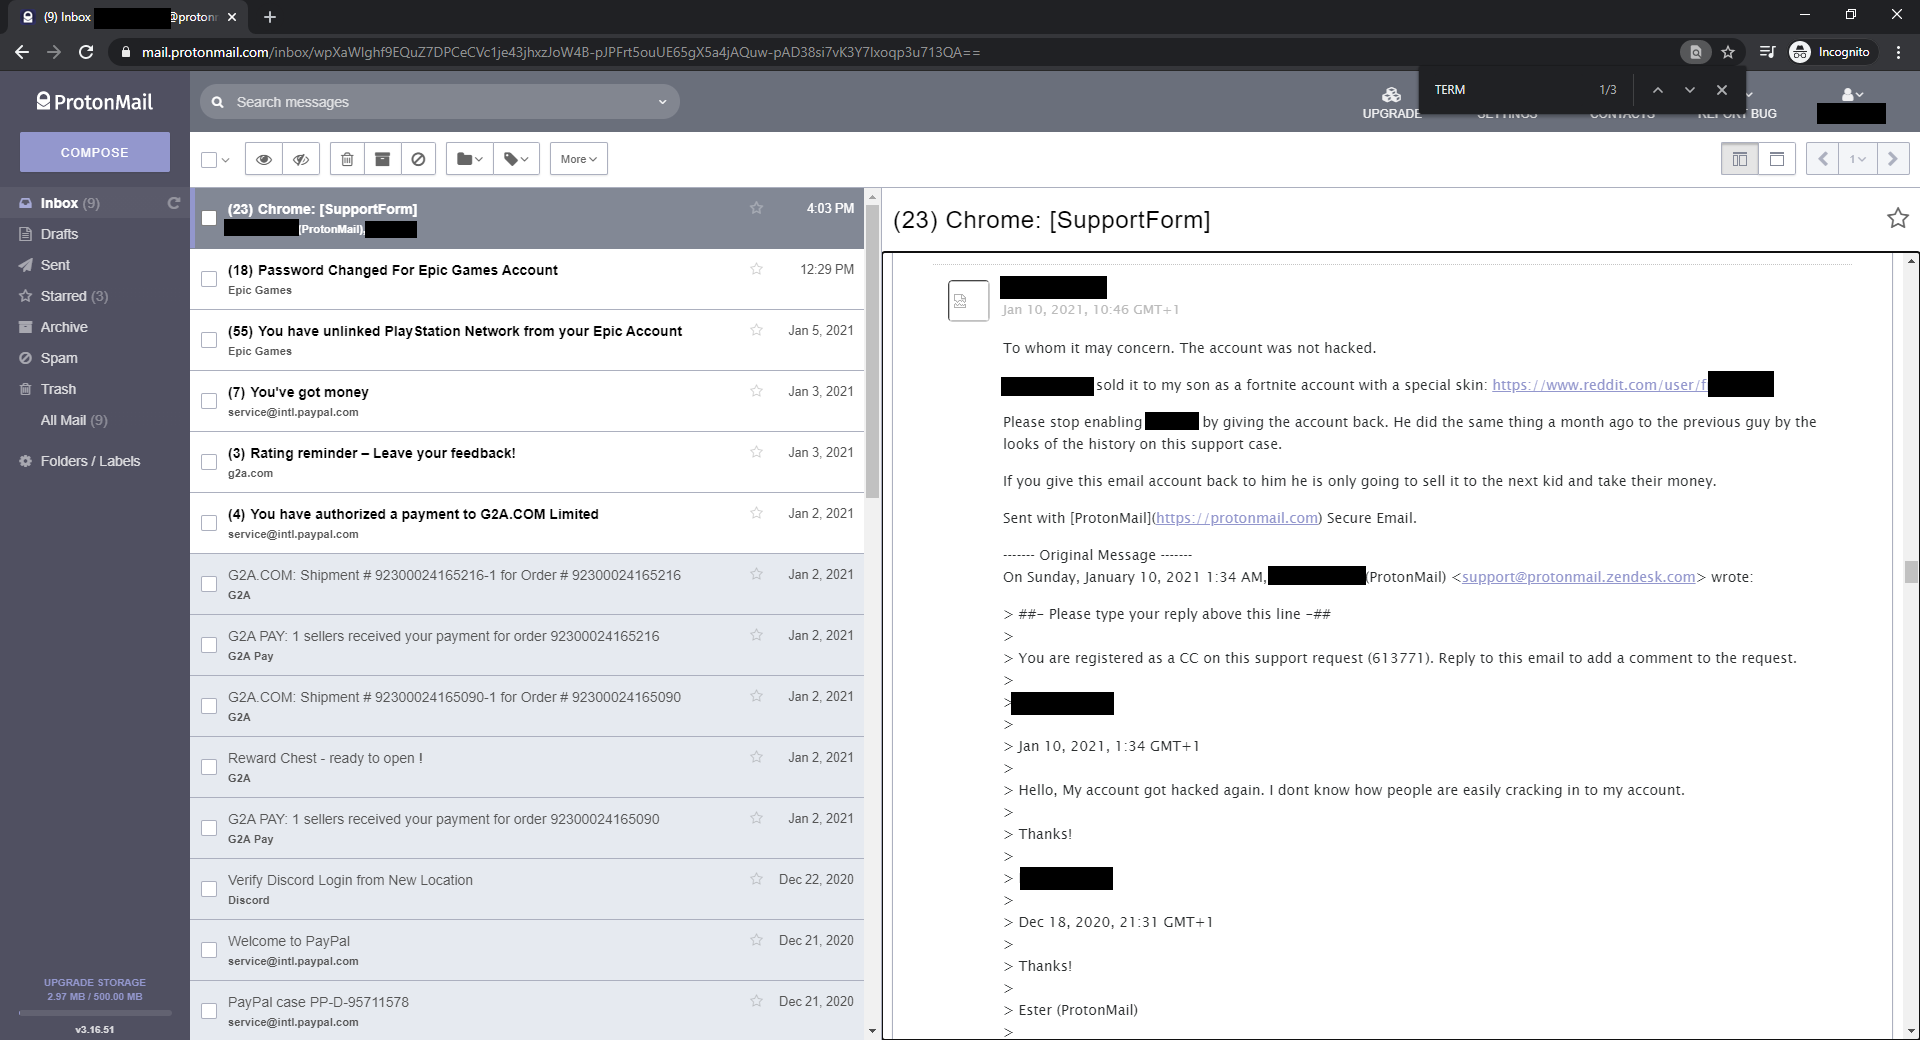 (9) Inbox @proton
mail.protonmail.com/inbox/
Incognito
TERM 1/3
ProtonMail
Search messages
UPGRADE SETTINGS CONTACTS REPORT BUG
COMPOSE
More
1
Inbox (9)
Drafts
Sent
Starred (3)
Archive
Spam
Trash
All Mail (9)
Folders / Labels
UPGRADE STORAGE
2.97 MB / 500.00 MB
v3.16.51
(23) Chrome: [SupportForm] 4:03 PM
(ProtonMail),
(18) Password Changed For Epic Games Account 12:29 PM
Epic Games
(55) You have unlinked PlayStation Network from your Epic Account Jan 5, 2021
Epic Games
(7) You've got money Jan 3, 2021
service@intl.paypal.com
(3) Rating reminder – Leave your feedback! Jan 3, 2021
g2a.com
(4) You have authorized a payment to G2A.COM Limited Jan 2, 2021
service@intl.paypal.com
G2A.COM: Shipment # 92300024165216-1 for Order # 92300024165216 Jan 2, 2021
G2A
G2A PAY: 1 sellers received your payment for order 92300024165216 Jan 2, 2021
G2A Pay
G2A.COM: Shipment # 92300024165090-1 for Order # 92300024165090 Jan 2, 2021
G2A
Reward Chest - ready to open ! Jan 2, 2021
G2A
G2A PAY: 1 sellers received your payment for order 92300024165090 Jan 2, 2021
G2A Pay
Verify Discord Login from New Location Dec 22, 2020
Discord
Welcome to PayPal Dec 21, 2020
service@intl.paypal.com
PayPal case PP-D-95711578 Dec 21, 2020
service@intl.paypal.com
(23) Chrome: [SupportForm]
Jan 10, 2021, 10:46 GMT+1
To whom it may concern. The account was not hacked.
sold it to my son as a fortnite account with a special skin: https://www.reddit.com/user/f
Please stop enabling by giving the account back. He did the same thing a month ago to the previous guy by the
looks of the history on this support case.
If you give this email account back to him he is only going to sell it to the next kid and take their money.
Sent with [ProtonMail](https://protonmail.com) Secure Email.
------- Original Message -------
On Sunday, January 10, 2021 1:34 AM, (ProtonMail) <support@protonmail.zendesk.com> wrote:
> ##- Please type your reply above this line -##
>
> You are registered as a CC on this support request (613771). Reply to this email to add a comment to the request.
>
>
>
> Jan 10, 2021, 1:34 GMT+1
>
> Hello, My account got hacked again. I dont know how people are easily cracking in to my account.
>
> Thanks!
>
>
>
> Dec 18, 2020, 21:31 GMT+1
>
> Thanks!
>
> Ester (ProtonMail)
>